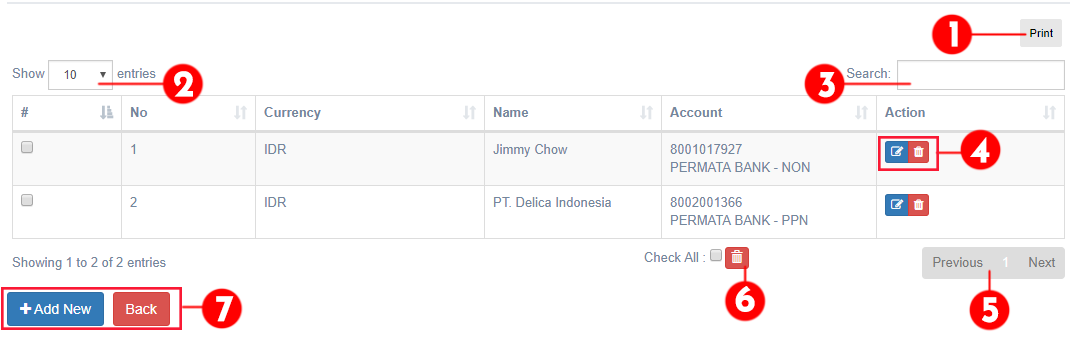 1 Print
Show 10 entries 2 3 Search:
# No Currency Name Account Action
1 IDR Jimmy Chow 8001017927 4
PERMATA BANK - NON
2 IDR PT. Delica Indonesia 8002001366
PERMATA BANK - PPN
Showing 1 to 2 of 2 entries Check All : Previous 1 Next
6 5
+Add New Back 7